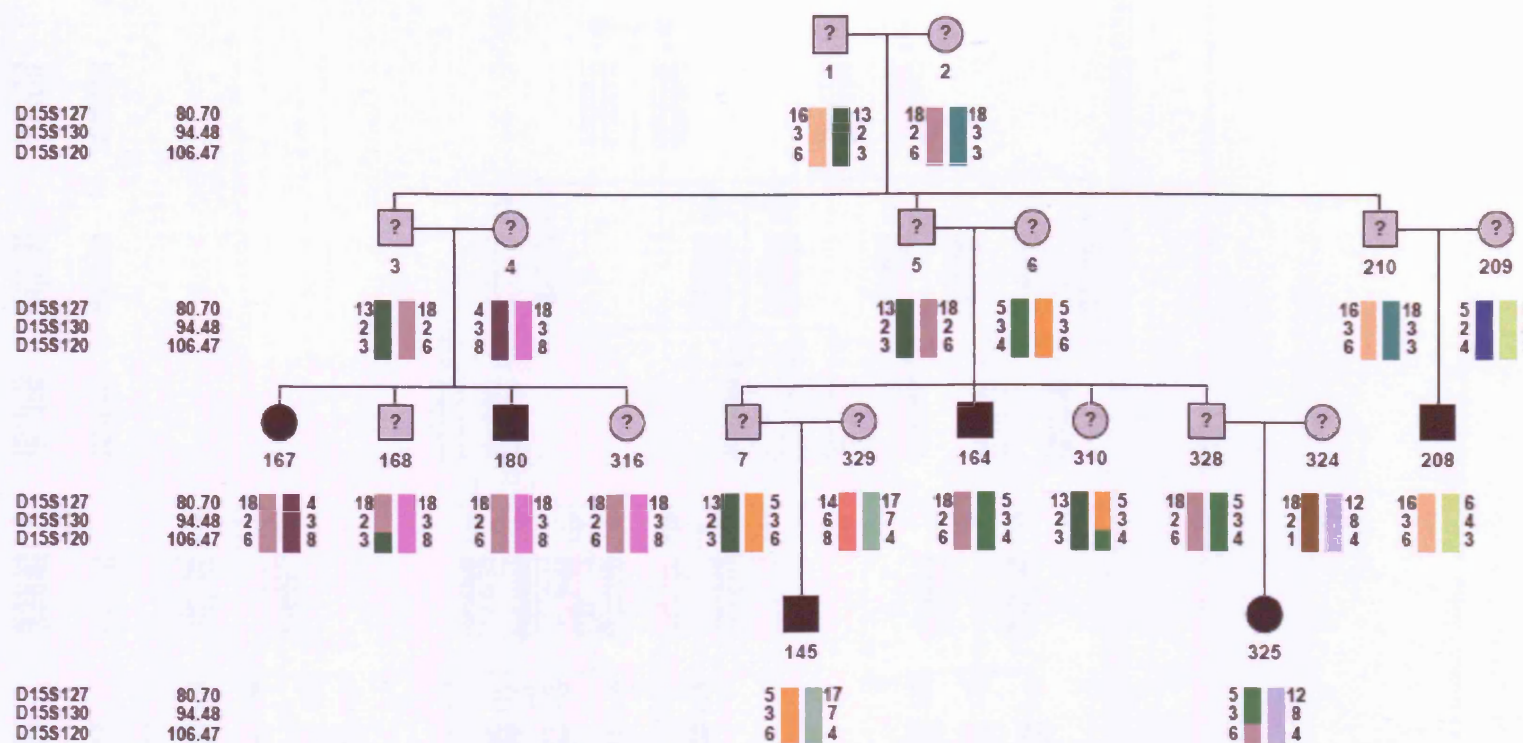 ? ?
1 2
D15S127 80.70 16 13 18 18
D15S130 94.48 3 2 2 3
D15S120 106.47 6 3 6 3
? ? ? ? ? ?
3 4 5 6 210 209
D15S127 80.70 13 18 4 18 13 18 5 5 16 18 5
D15S130 94.48 2 2 3 3 2 2 3 3 3 3 2
D15S120 106.47 3 6 8 8 3 6 4 6 6 3 4
? ? ? ? ? ? ?
167 168 180 316 7 329 164 310 328 324 208
D15S127 80.70 18 4 18 18 18 18 18 18 13 5 14 17 18 5 13 5 18 5 18 12 16 6
D15S130 94.48 2 3 2 3 2 3 2 3 2 3 6 7 2 3 2 3 2 3 2 8 3 4
D15S120 106.47 6 8 3 8 6 8 6 8 3 6 8 4 6 4 3 4 6 4 1 4 6 3
145 325
D15S127 80.70 5 17 5 12
D15S130 94.48 3 7 3 8
D15S120 106.47 6 4 6 4